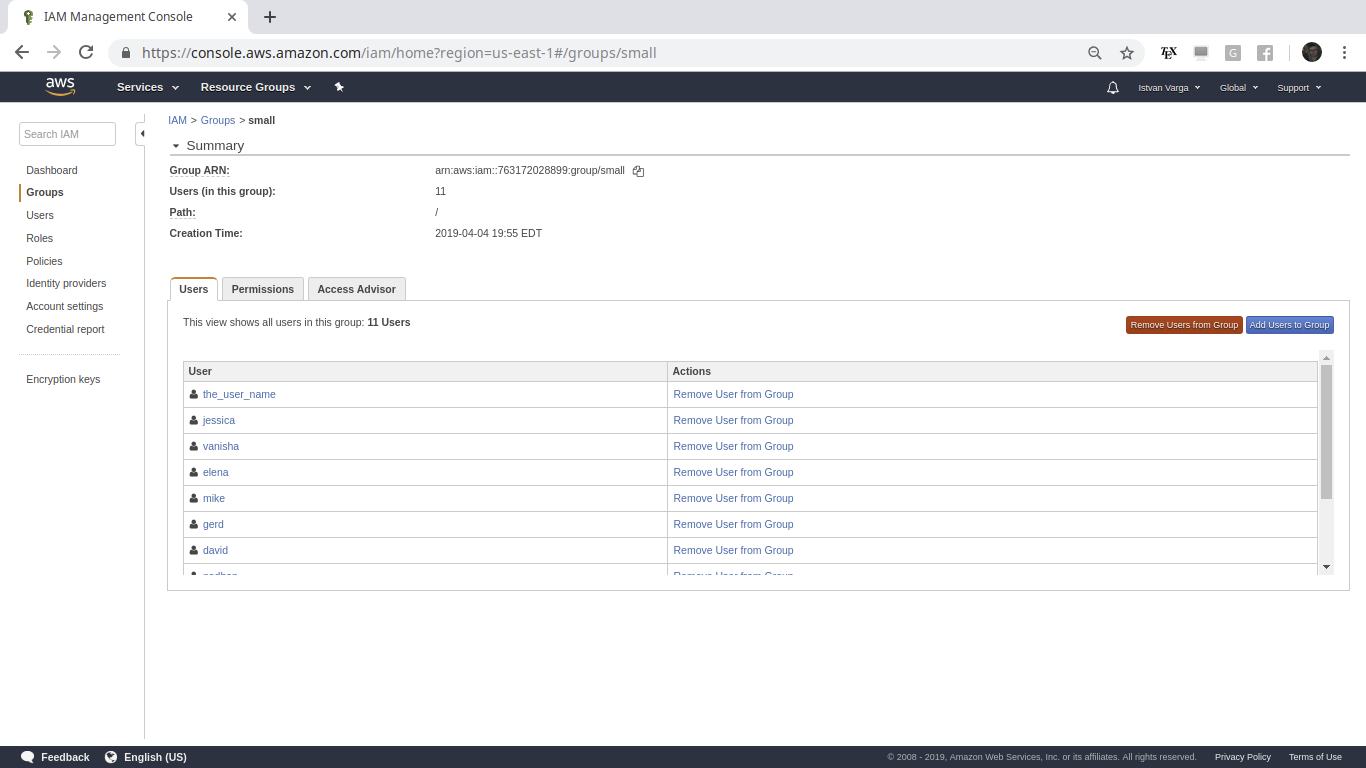 IAM Management Console
https://console.aws.amazon.com/iam/home?region=us-east-1#/groups/small
aws Services Resource Groups Istvan Varga Global Support
Search IAM
Dashboard
Groups
Users
Roles
Policies
Identity providers
Account settings
Credential report
Encryption keys
IAM > Groups > small
Summary
Group ARN: arn:aws:iam::763172028899:group/small
Users (in this group): 11
Path: /
Creation Time: 2019-04-04 19:55 EDT
Users Permissions Access Advisor
This view shows all users in this group: 11 Users
Remove Users from Group Add Users to Group
User Actions
the_user_name Remove User from Group
jessica Remove User from Group
vanisha Remove User from Group
elena Remove User from Group
mike Remove User from Group
gerd Remove User from Group
david Remove User from Group
Remove User from Group
Feedback English (US) © 2008 - 2019, Amazon Web Services, Inc. or its affiliates. All rights reserved. Privacy Policy Terms of Use